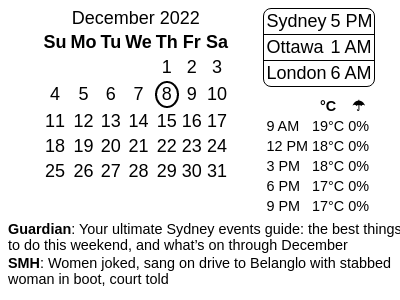 December 2022
Su Mo Tu We Th Fr Sa
1 2 3
4 5 6 7 8 9 10
11 12 13 14 15 16 17
18 19 20 21 22 23 24
25 26 27 28 29 30 31
Sydney 5 PM
Ottawa 1 AM
London 6 AM
°C ☂
9 AM 19°C 0%
12 PM 18°C 0%
3 PM 18°C 0%
6 PM 17°C 0%
9 PM 17°C 0%
Guardian: Your ultimate Sydney events guide: the best things
to do this weekend, and what's on through December
SMH: Women joked, sang on drive to Belanglo with stabbed
woman in boot, court told